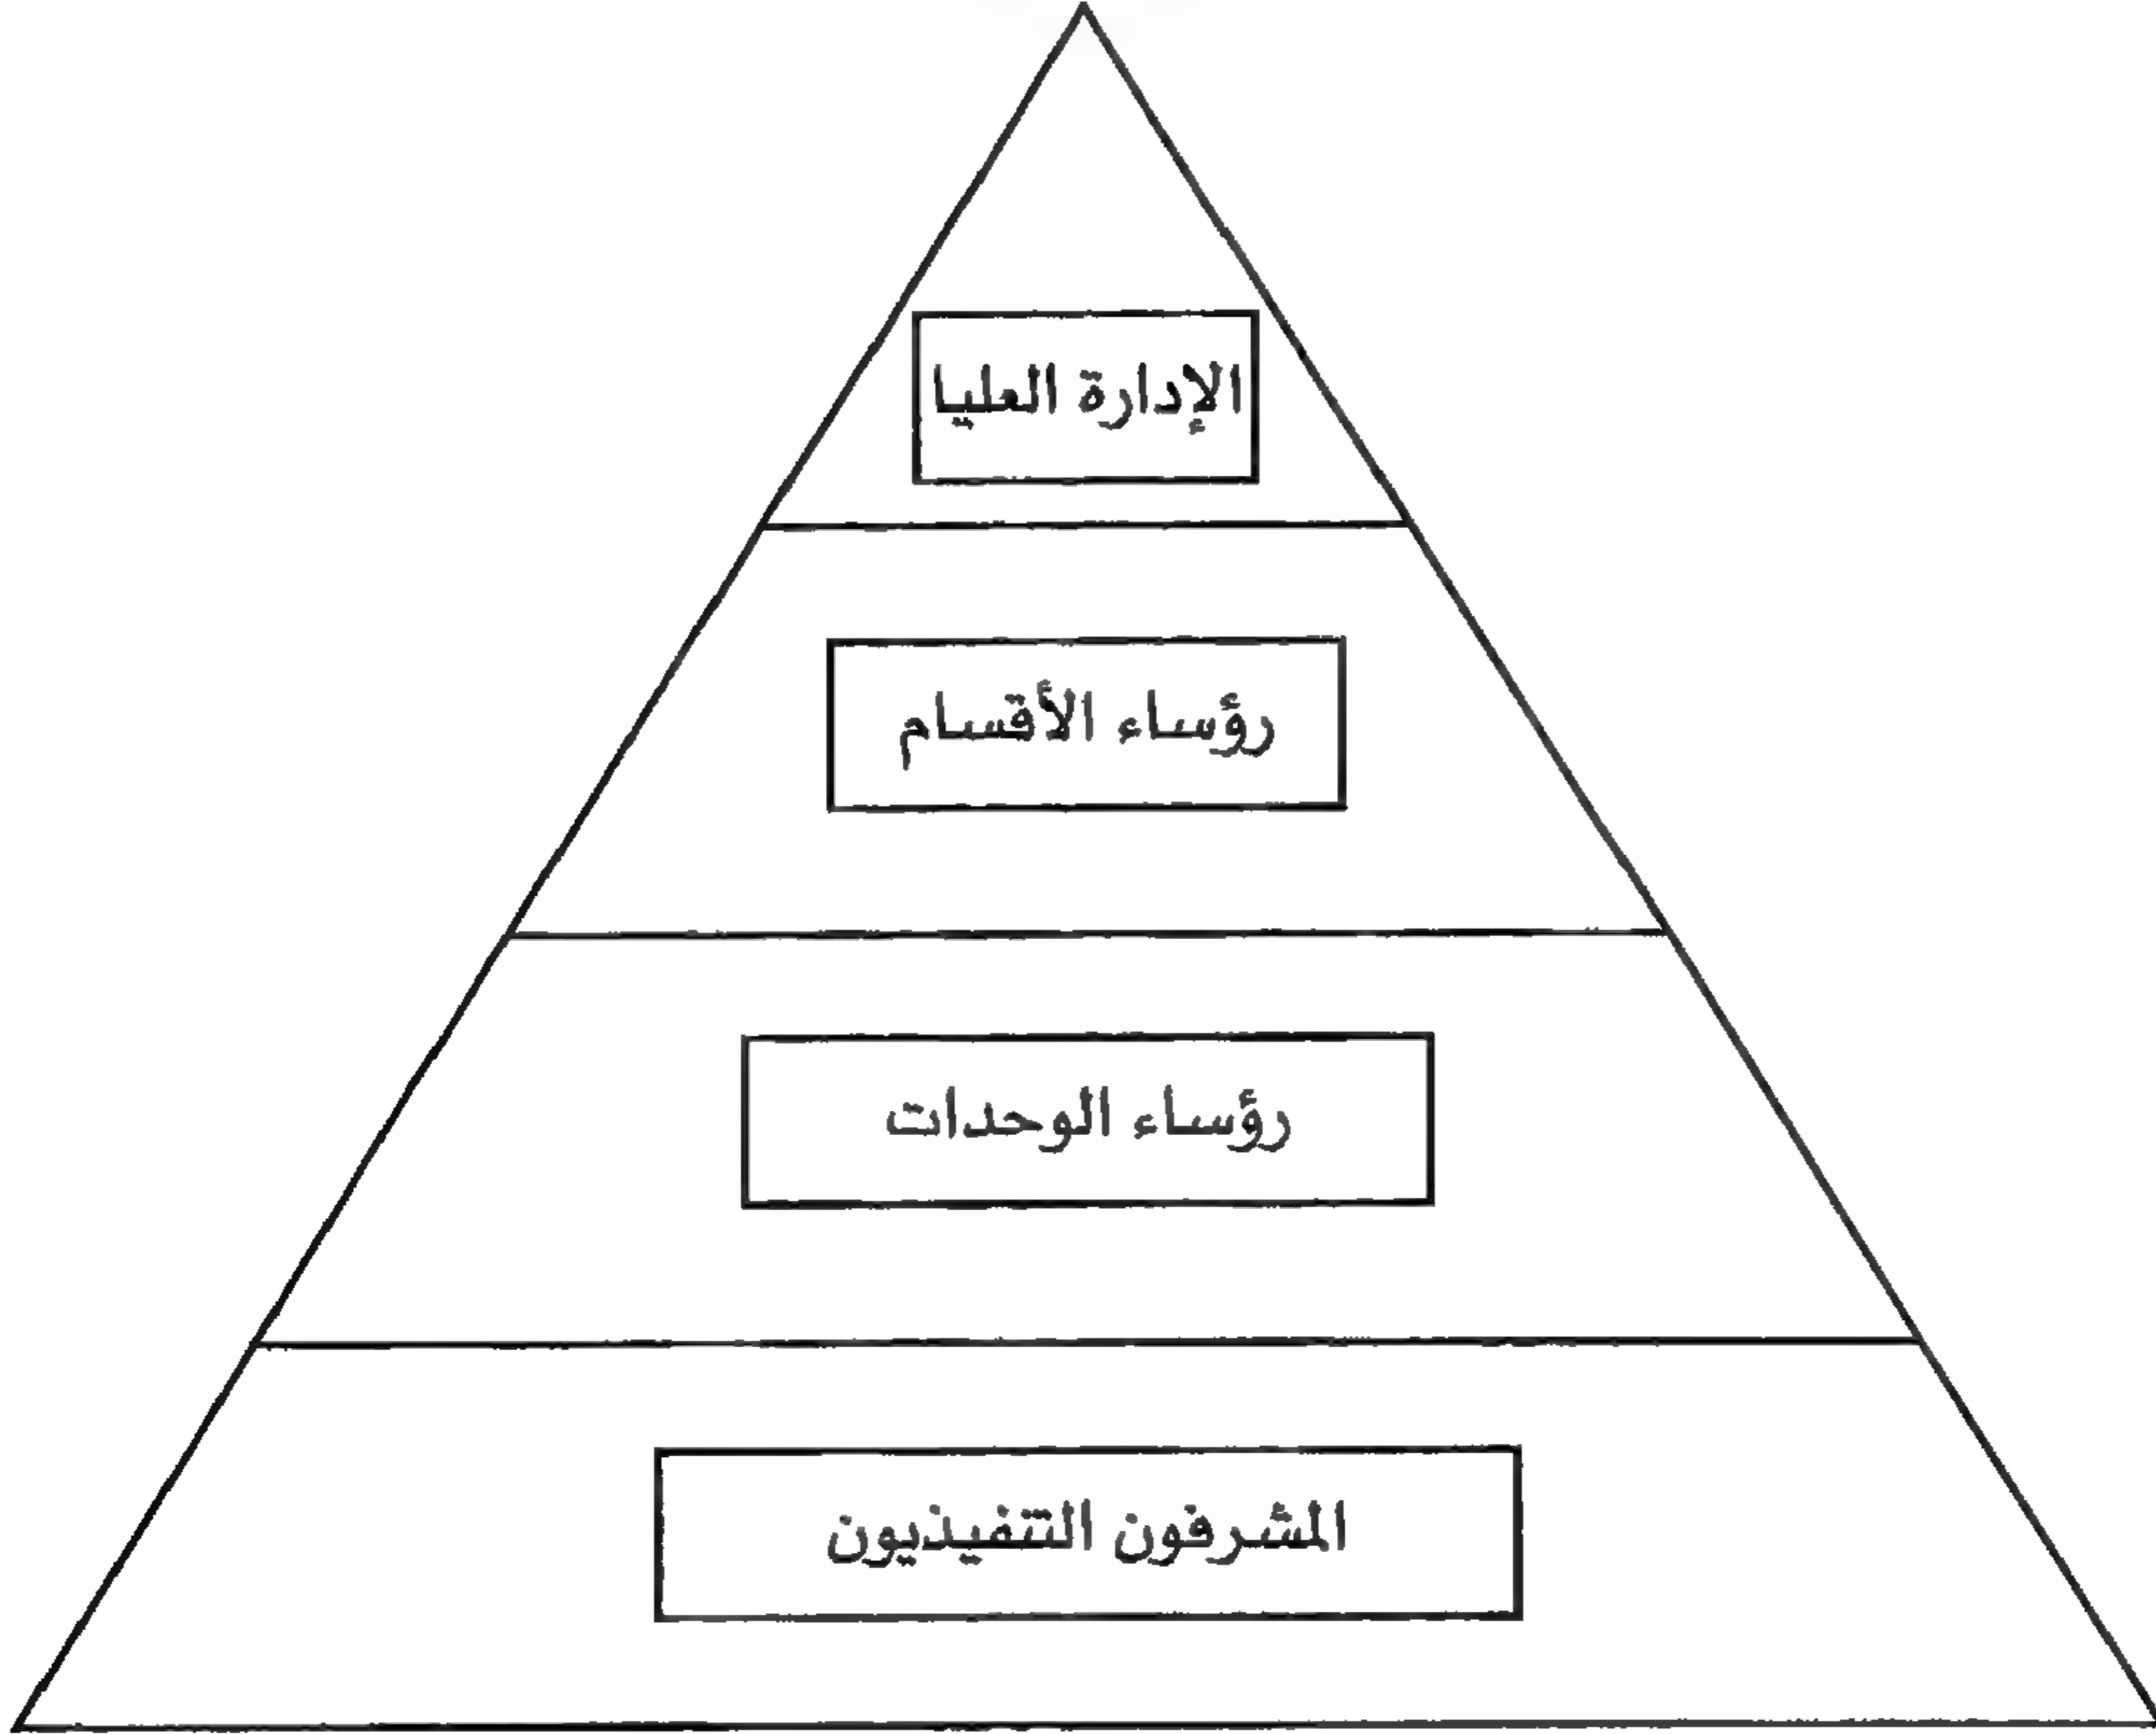 الإدارة العليا
رؤساء الأقسام
رؤساء الوحدات
المشرفون التنفيذيون